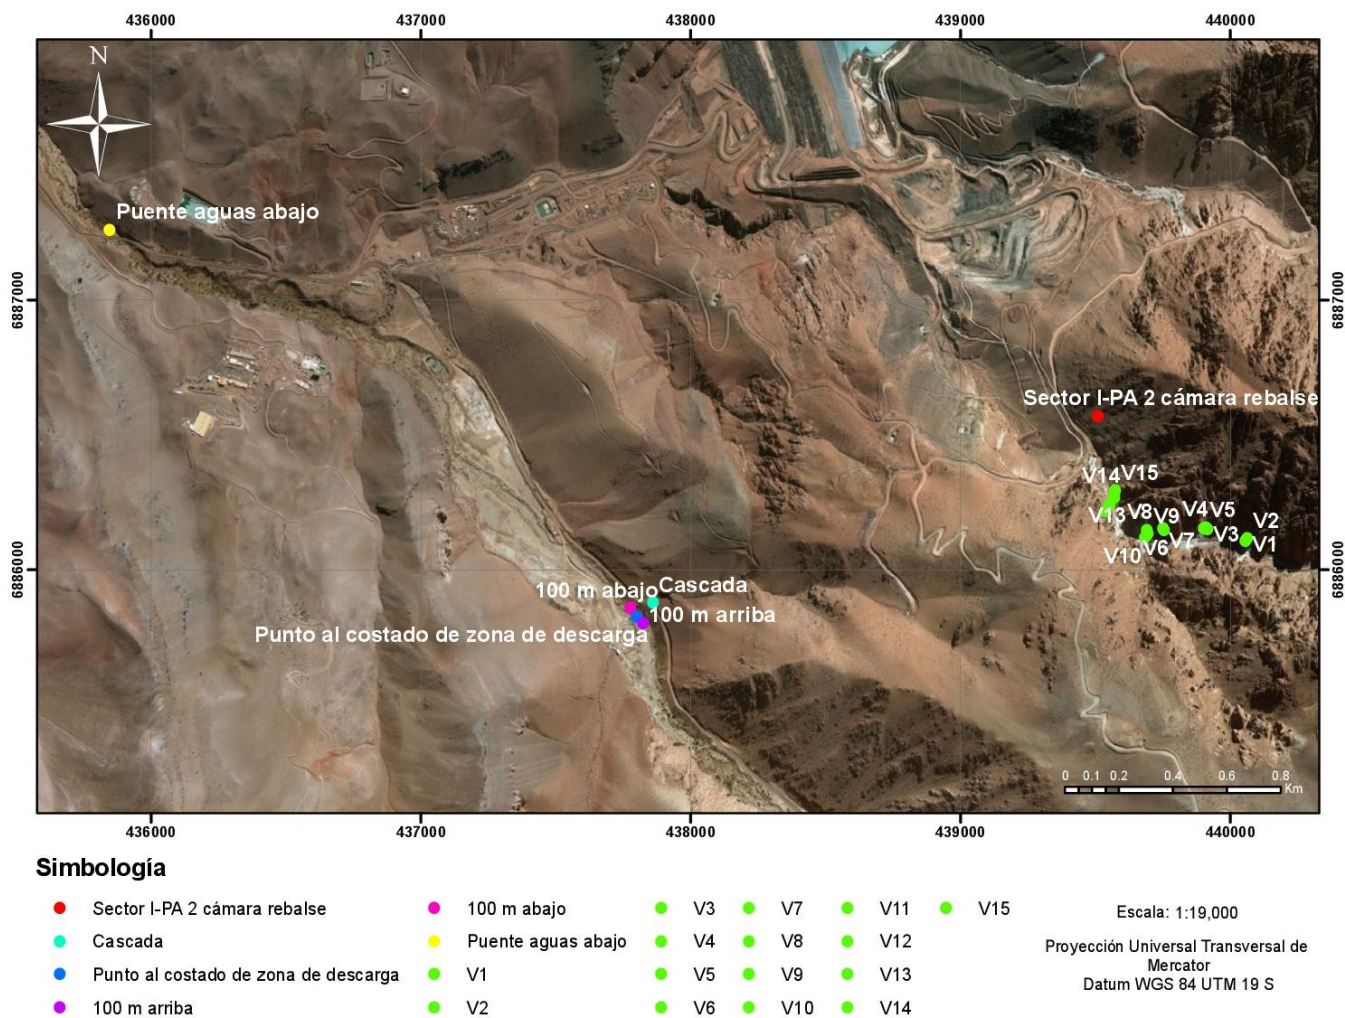 436000 437000 438000 439000 440000
N
Puente aguas abajo
6887000 6887000
Sector I-PA 2 cámara rebalse
V14 V15
V13 V8 V9 V4 V5 V2
V10 V6 V7 V3 V1
6886000 6886000
100 m abajo Cascada
100 m arriba
Punto al costado de zona de descarga
0 0.1 0.2 0.4 0.6 0.8
Km
436000 437000 438000 439000 440000
Simbología
Sector I-PA 2 cámara rebalse
Cascada
Punto al costado de zona de descarga
100 m arriba
100 m abajo
Puente aguas abajo
V1
V2
V3
V4
V5
V6
V7
V8
V9
V10
V11
V12
V13
V14
V15
Escala: 1:19,000
Proyección Universal Transversal de
Mercator
Datum WGS 84 UTM 19 S